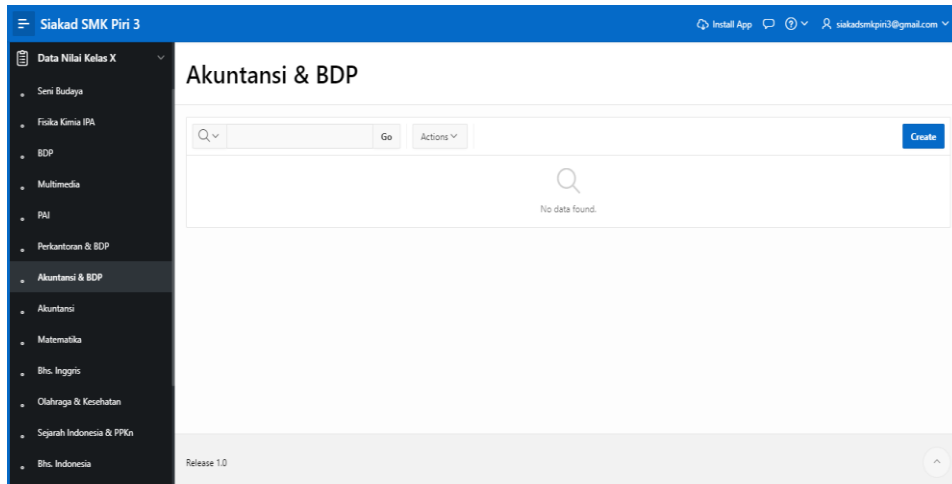 Siakad SMK Piri 3
Install App
siakadsmkpiri3@gmail.com
Data Nilai Kelas X
Seni Budaya
Fisika Kimia IPA
BDP
Multimedia
PAI
Perkantoran & BDP
Akuntansi & BDP
Akuntansi
Matematika
Bhs. Inggris
Olahraga & Kesehatan
Sejarah Indonesia & PPKn
Bhs. Indonesia
Akuntansi & BDP
Go
Actions
Create
No data found.
Release 1.0